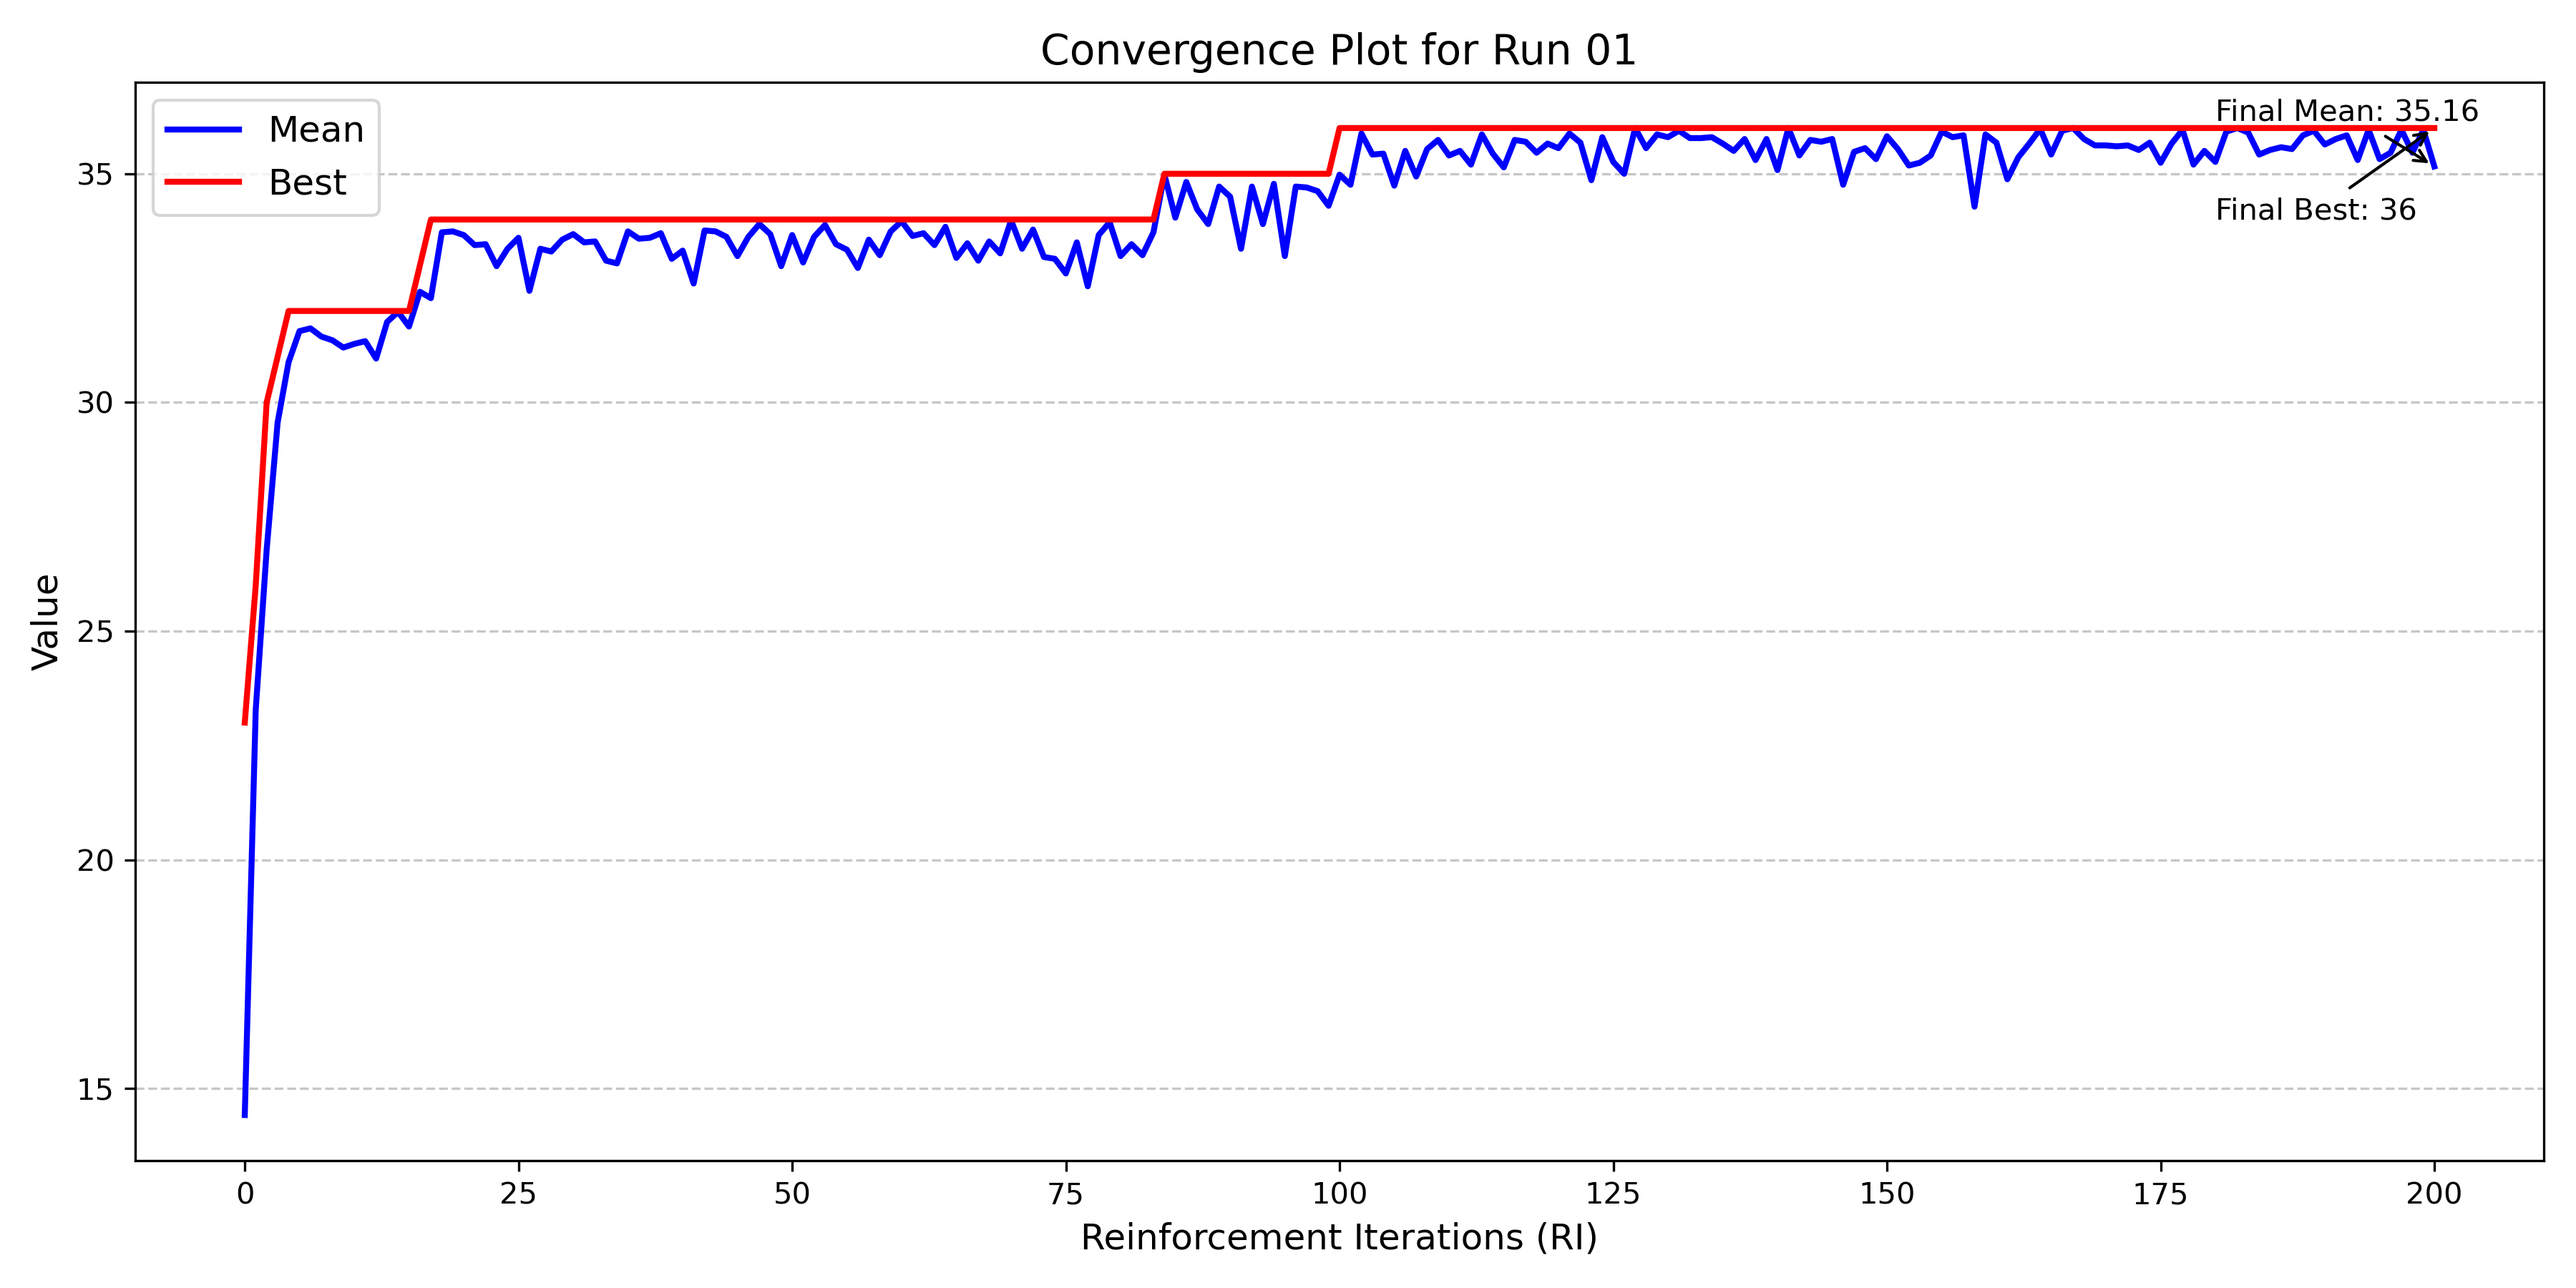 Convergence Plot for Run 01
Mean
Best
Final Mean: 35.16
Final Best: 36
Value
35
30
25
20
15
0 25 50 75 100 125 150 175 200
Reinforcement Iterations (RI)